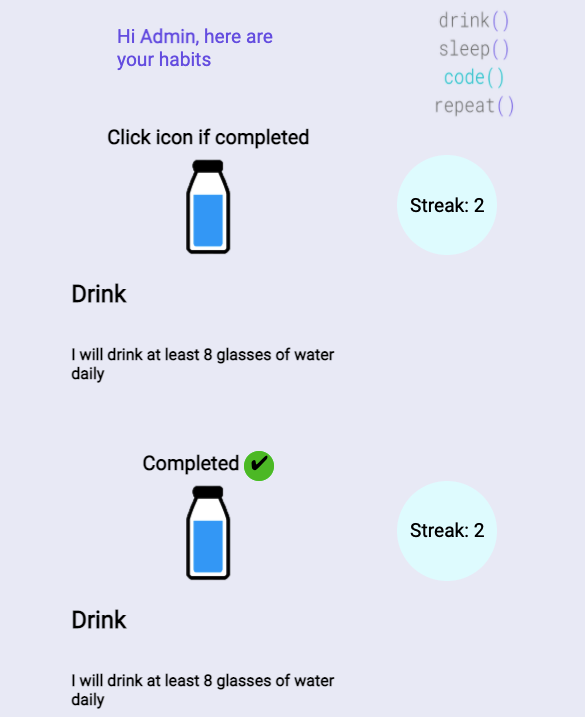 Hi Admin, here are
your habits
drink()
sleep()
code()
repeat()
Click icon if completed
Streak: 2
Drink
I will drink at least 8 glasses of water
daily
Completed ✔
Streak: 2
Drink
I will drink at least 8 glasses of water
daily